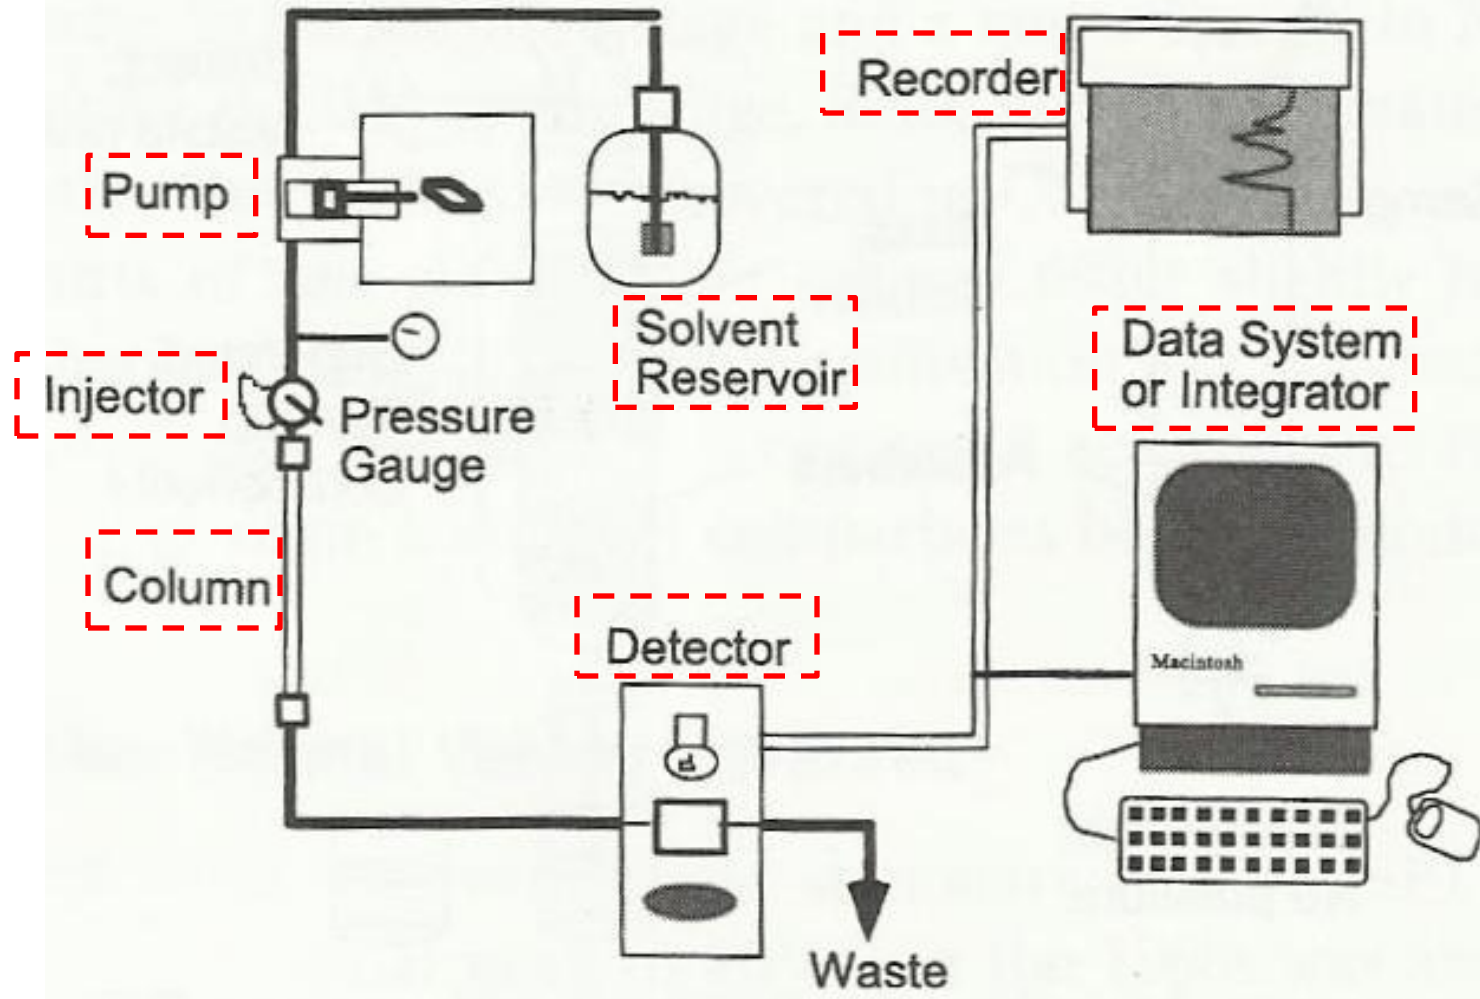 Recorder
Pump
Solvent
Reservoir
Data System
or Integrator
Injector
Pressure
Gauge
Column
Detector
Macintosh
Waste